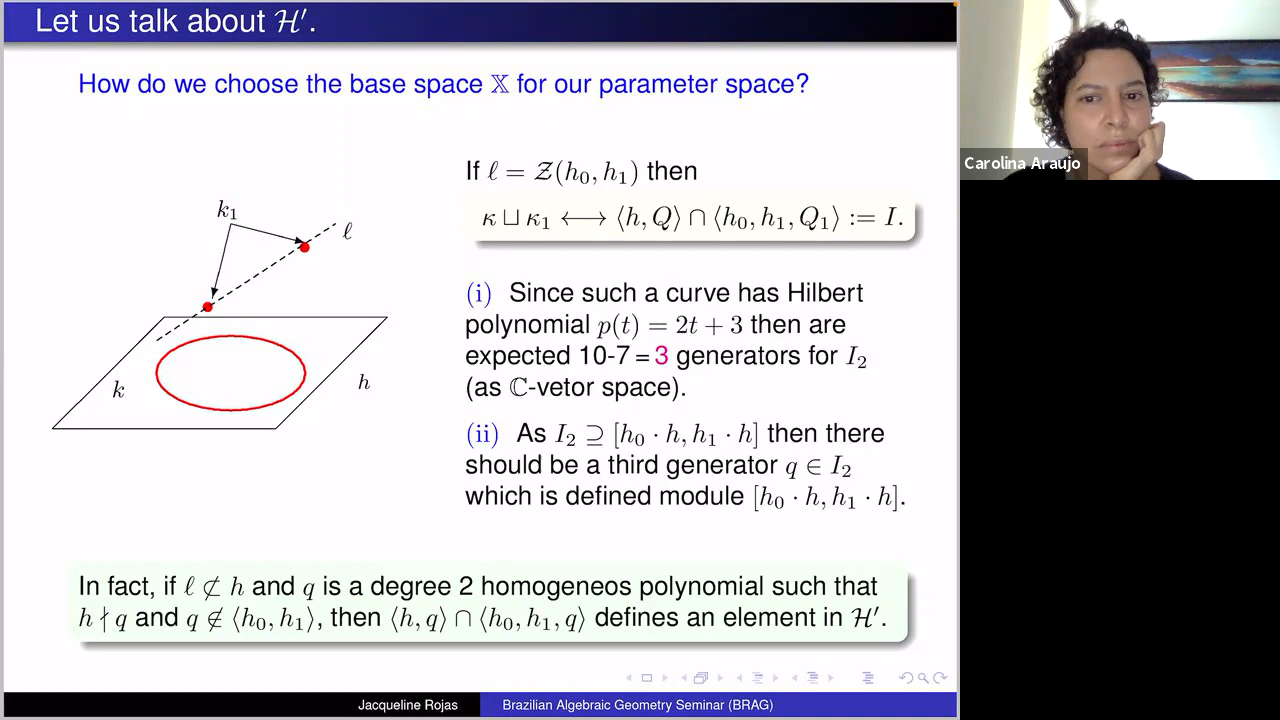 Let us talk about ℋ′.
How do we choose the base space 𝕏 for our parameter space?
If ℓ = 𝒵(h₀, h₁) then
κ ⊔ κ₁ ⟷ ⟨h, Q⟩ ∩ ⟨h₀, h₁, Q₁⟩ := I.
k₁
ℓ
k
h
(i) Since such a curve has Hilbert
polynomial p(t) = 2t + 3 then are
expected 10-7 = 3 generators for I₂
(as ℂ-vetor space).
(ii) As I₂ ⊇ [h₀ · h, h₁ · h] then there
should be a third generator q ∈ I₂
which is defined module [h₀ · h, h₁ · h].
In fact, if ℓ ⊄ h and q is a degree 2 homogeneos polynomial such that
h ∤ q and q ∉ ⟨h₀, h₁⟩, then ⟨h, q⟩ ∩ ⟨h₀, h₁, q⟩ defines an element in ℋ′.
Jacqueline Rojas
Brazilian Algebraic Geometry Seminar (BRAG)
Carolina Araujo